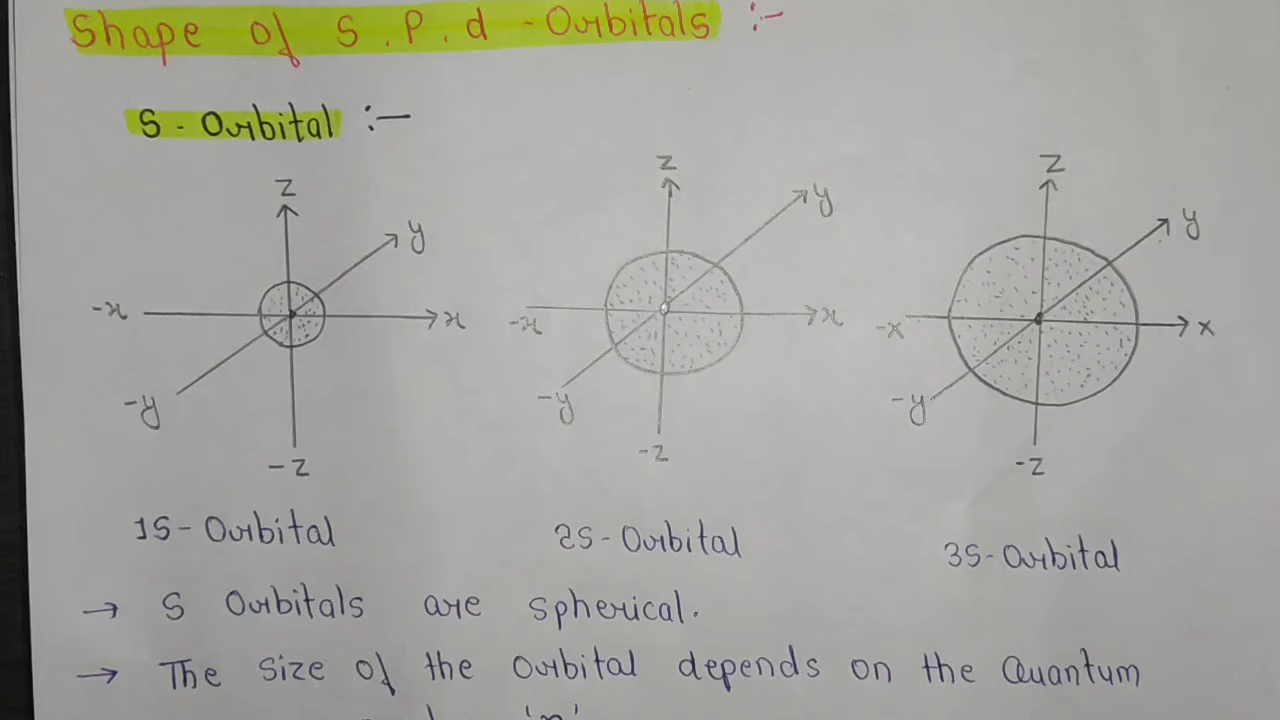 Shape of S.P.d - Orbitals :-
S - Orbital :-
z z z
y y y
-x x -x x -x x
-y -y -y
-z -z -z
1S - Orbital 2S - Orbital 3S - Orbital
→ S Orbitals are spherical.
→ The size of the orbital depends on the Quantum
'n'